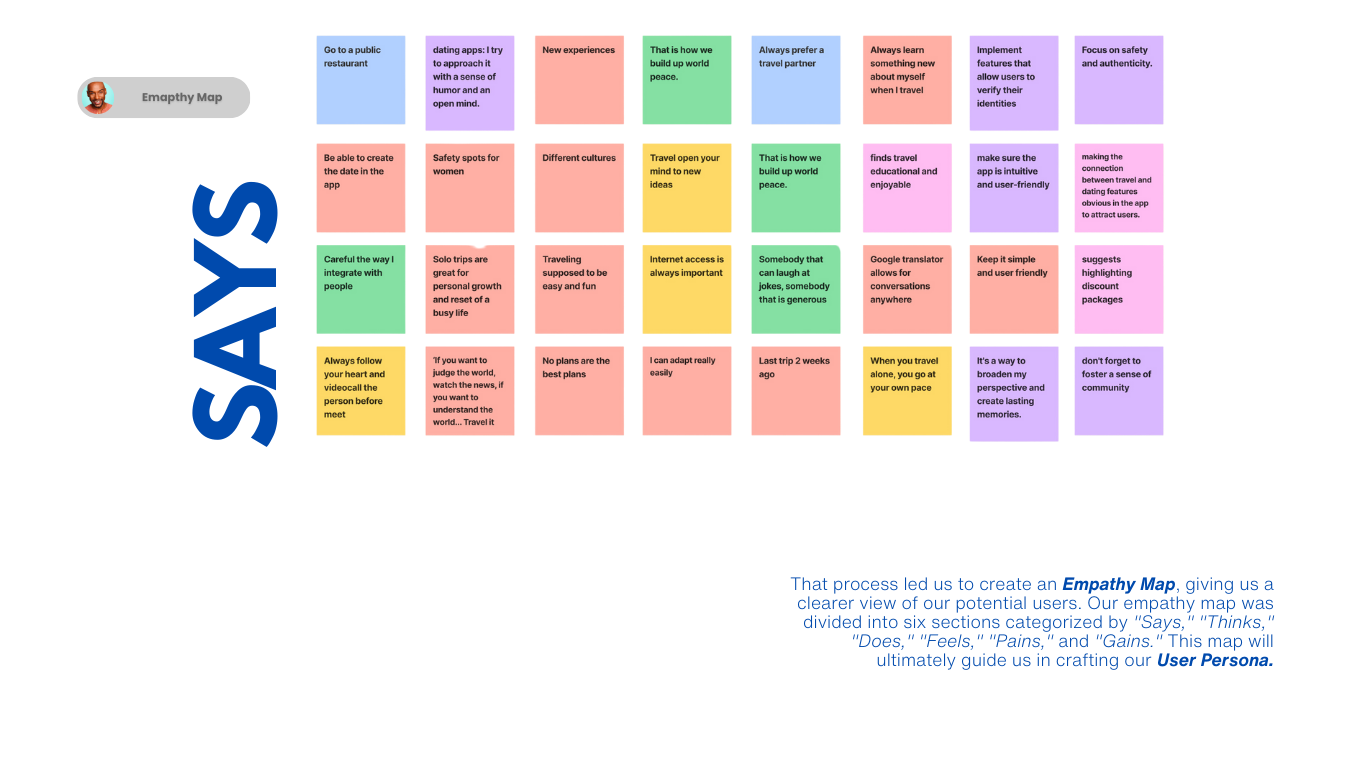 Emapthy Map
SAYS
Go to a public
restaurant
dating apps: I try
to approach it
with a sense of
humor and an
open mind.
New experiences
That is how we
build up world
peace.
Always prefer a
travel partner
Always learn
something new
about myself
when I travel
Implement
features that
allow users to
verify their
identities
Focus on safety
and authenticity.
Be able to create
the date in the
app
Safety spots for
women
Different cultures
Travel open your
mind to new
ideas
That is how we
build up world
peace.
finds travel
educational and
enjoyable
make sure the
app is intuitive
and user-friendly
making the
connection
between travel and
dating features
obvious in the app
to attract users.
Careful the way I
integrate with
people
Solo trips are
great for
personal growth
and reset of a
busy life
Traveling
supposed to be
easy and fun
Internet access is
always important
Somebody that
can laugh at
jokes, somebody
that is generous
Google translator
allows for
conversations
anywhere
Keep it simple
and user friendly
suggests
highlighting
discount
packages
Always follow
your heart and
videocall the
person before
meet
'If you want to
judge the world,
watch the news, if
you want to
understand the
world... Travel it
No plans are the
best plans
I can adapt really
easily
Last trip 2 weeks
ago
When you travel
alone, you go at
your own pace
It's a way to
broaden my
perspective and
create lasting
memories.
don't forget to
foster a sense of
community
That process led us to create an Empathy Map, giving us a
clearer view of our potential users. Our empathy map was
divided into six sections categorized by "Says," "Thinks,"
"Does," "Feels," "Pains," and "Gains." This map will
ultimately guide us in crafting our User Persona.